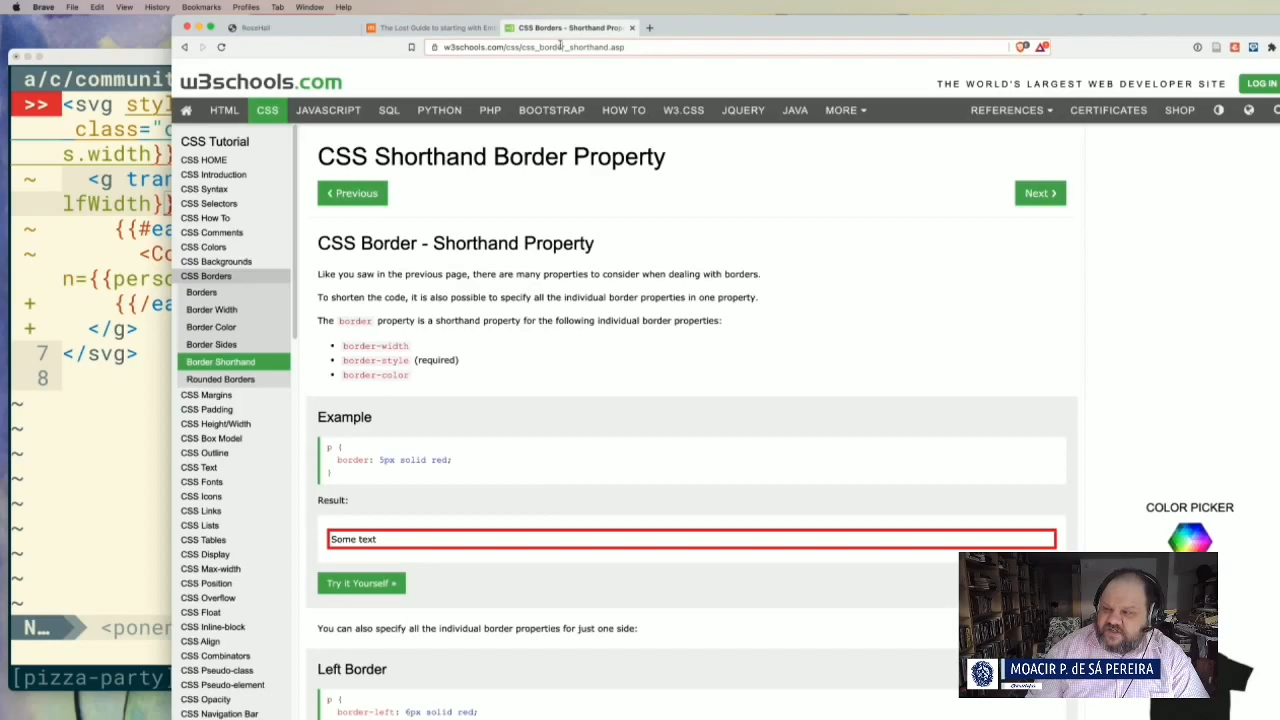 Brave File Edit View History Bookmarks Profiles Tab Window Help
RoseHall
The Lost Guide to starting with
CSS Borders - Shorthand Prop
w3schools.com/css/css_border_shorthand.asp
w3schools.com
THE WORLD'S LARGEST WEB DEVELOPER SITE
LOG IN
HTML CSS JAVASCRIPT SQL PYTHON PHP BOOTSTRAP HOW TO W3.CSS JQUERY JAVA MORE REFERENCES CERTIFICATES SHOP
a/c/communit
>> <svg styl
class="c
s.width}}
~ <g tran
lfWidth}}
~ {{#ea
~ <Co
n={{perso
+ {{/ea
+ </g>
7 </svg>
8
~
~
~
~
~
~
~
~
~
N... <ponen
[pizza-party]
CSS Tutorial
CSS HOME
CSS Introduction
CSS Syntax
CSS Selectors
CSS How To
CSS Comments
CSS Colors
CSS Backgrounds
CSS Borders
Borders
Border Width
Border Color
Border Sides
Border Shorthand
Rounded Borders
CSS Margins
CSS Padding
CSS Height/Width
CSS Box Model
CSS Outline
CSS Text
CSS Fonts
CSS Icons
CSS Links
CSS Lists
CSS Tables
CSS Display
CSS Max-width
CSS Position
CSS Overflow
CSS Float
CSS Inline-block
CSS Align
CSS Combinators
CSS Pseudo-class
CSS Pseudo-element
CSS Opacity
CSS Navigation Bar
CSS Shorthand Border Property
❮ Previous
Next ❯
CSS Border - Shorthand Property
Like you saw in the previous page, there are many properties to consider when dealing with borders.
To shorten the code, it is also possible to specify all the individual border properties in one property.
The border property is a shorthand property for the following individual border properties:
• border-width
• border-style (required)
• border-color
Example
p {
border: 5px solid red;
}
Result:
Some text
Try it Yourself »
You can also specify all the individual border properties for just one side:
Left Border
p {
border-left: 6px solid red;
COLOR PICKER
MOACIR P. dE SÁ PEREIRA